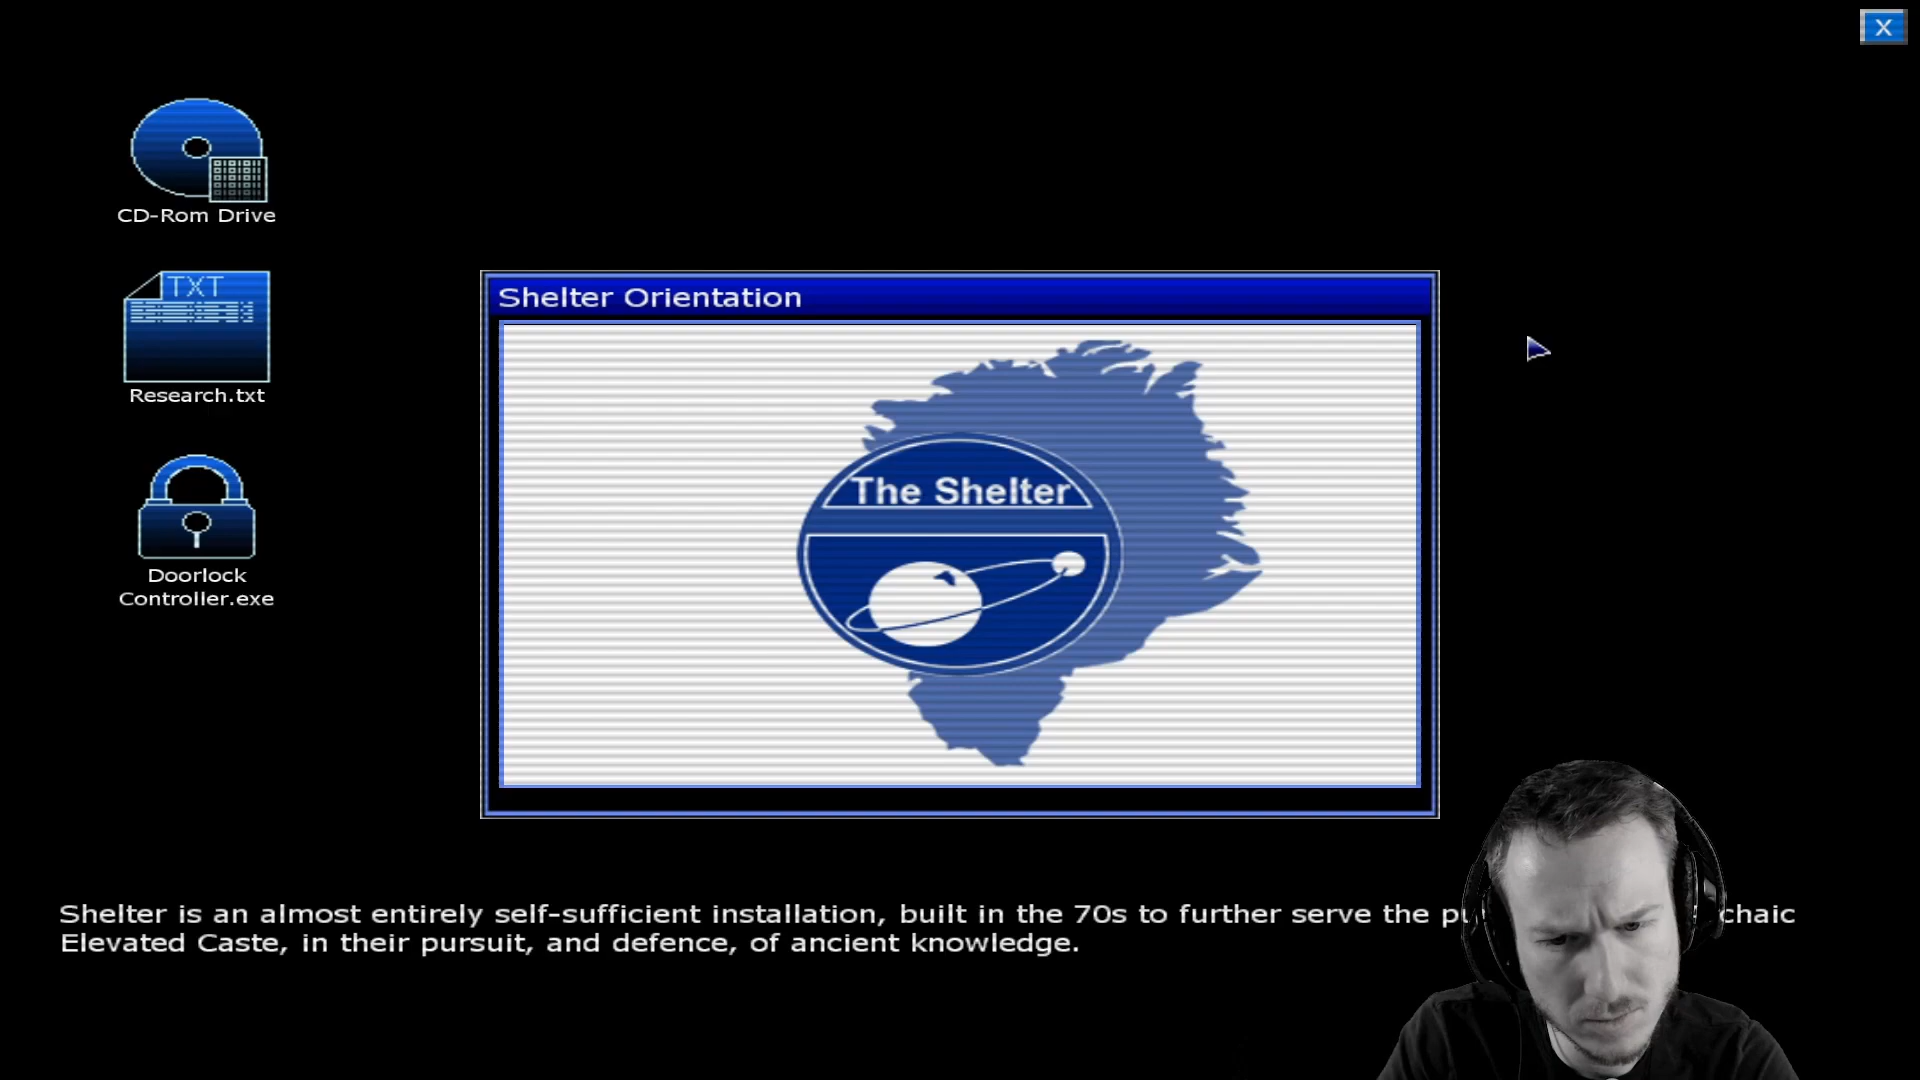 X
CD-Rom Drive
TXT
Research.txt
Doorlock
Controller.exe
Shelter Orientation
The Shelter
Shelter is an almost entirely self-sufficient installation, built in the 70s to further serve the
Elevated Caste, in their pursuit, and defence, of ancient knowledge.